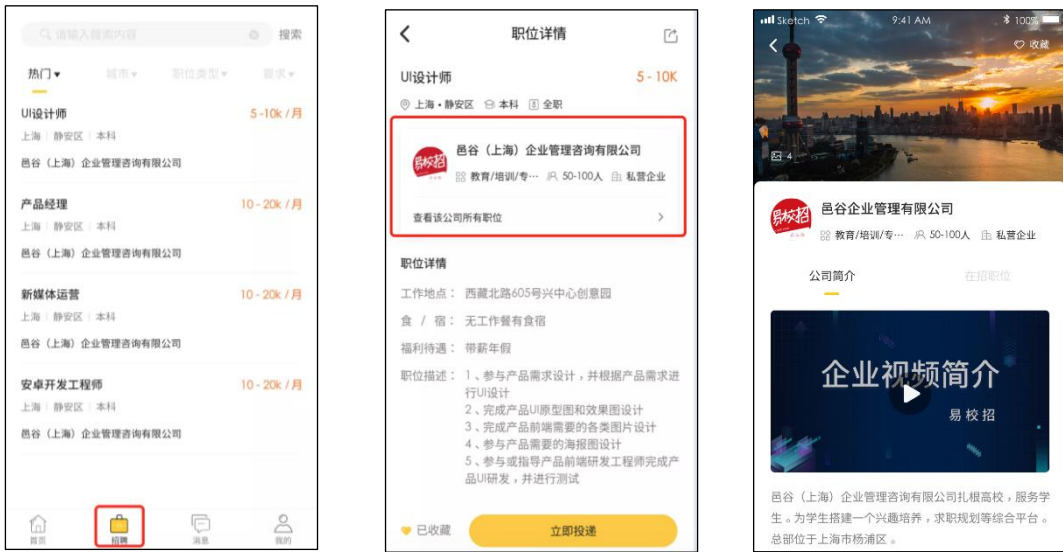 请输入搜索内容
搜索
热门▾ 城市▾ 职位类型▾ 要求▾
UI设计师 5-10k /月
上海 | 静安区 | 本科
邑谷（上海）企业管理咨询有限公司
产品经理 10-20k /月
上海 | 静安区 | 本科
邑谷（上海）企业管理咨询有限公司
新媒体运营 10-20k /月
上海 | 静安区 | 本科
邑谷（上海）企业管理咨询有限公司
安卓开发工程师 10-20k /月
上海 | 静安区 | 本科
邑谷（上海）企业管理咨询有限公司
首页 招聘 消息 我的
职位详情
UI设计师 5-10K
上海·静安区 本科 全职
易校招
邑谷（上海）企业管理咨询有限公司
教育/培训/专… 50-100人 私营企业
查看该公司所有职位
职位详情
工作地点： 西藏北路605号兴中心创意园
食 / 宿： 无工作餐有食宿
福利待遇： 带薪年假
职位描述： 1、参与产品需求设计，并根据产品需求进
行UI设计
2、完成产品UI原型图和效果图设计
3、完成产品前端需要的各类图片设计
4、参与产品需要的海报图设计
5、参与或指导产品前端研发工程师完成产
品UI研发，并进行测试
已收藏 立即投递
Sketch 9:41 AM 100%
收藏
4
易校招
邑谷企业管理有限公司
教育/培训/专… 50-100人 私营企业
公司简介 在招职位
企业视频简介
易校招
邑谷（上海）企业管理咨询有限公司扎根高校，服务学
生。为学生搭建一个兴趣培养，求职规划等综合平台。
总部位于上海市杨浦区。